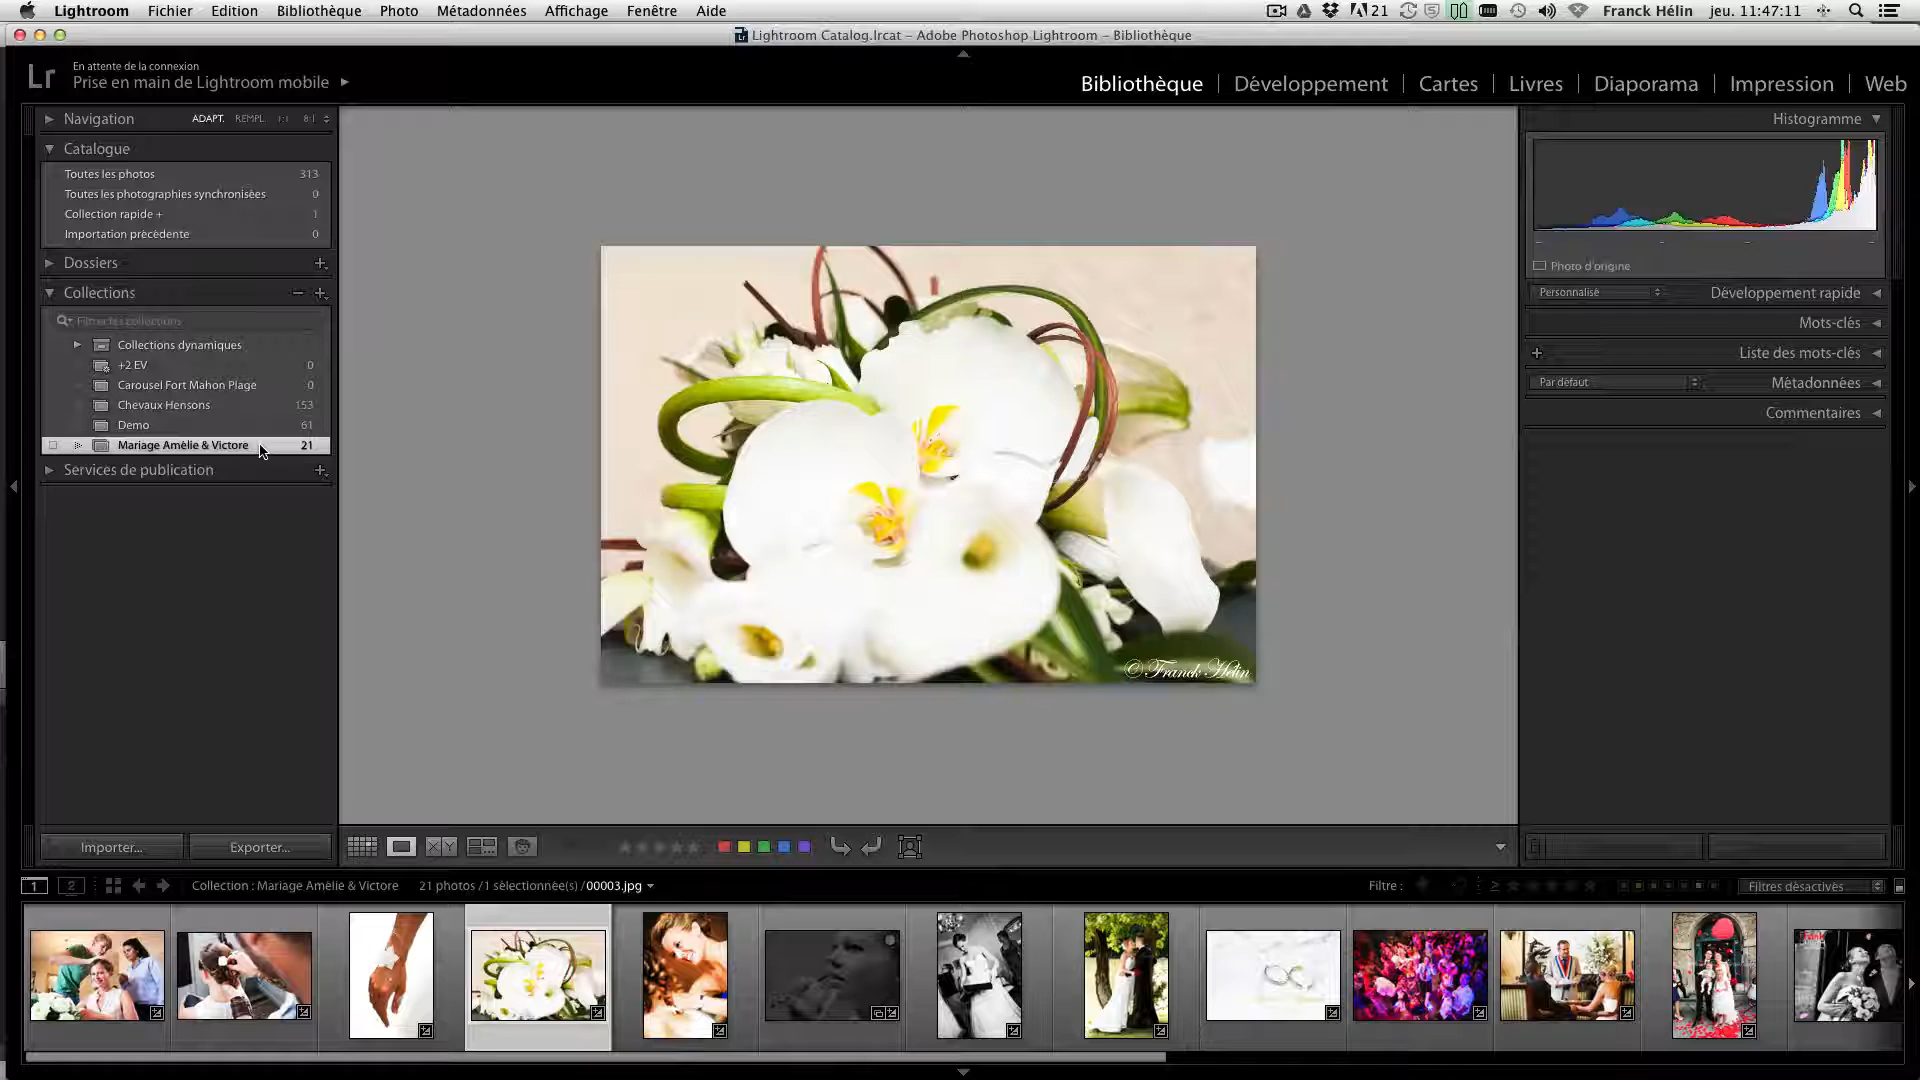 Lightroom Fichier Edition Bibliothèque Photo Métadonnées Affichage Fenêtre Aide 21 Franck Hélin jeu. 11:47:11
Lightroom Catalog.lrcat – Adobe Photoshop Lightroom – Bibliothèque
Lr
En attente de la connexion
Prise en main de Lightroom mobile
Bibliothèque | Développement | Cartes | Livres | Diaporama | Impression | Web
Navigation ADAPT. REMPL. 1:1 8:1
Catalogue
Toutes les photos 313
Toutes les photographies synchronisées 0
Collection rapide + 1
Importation précédente 0
Dossiers
Collections
Filtrer les collections
Collections dynamiques
+2 EV 0
Carousel Fort Mahon Plage 0
Chevaux Hensons 153
Demo 61
Mariage Amélie & Victore 21
Services de publication
Importer... Exporter...
©Franck Hélin
Histogramme
Photo d'origine
Personnalisé Développement rapide
Mots-clés
Liste des mots-clés
Par défaut Métadonnées
Commentaires
X Y
1 2 Collection : Mariage Amélie & Victore 21 photos /1 sélectionnée(s) /00003.jpg Filtre : Filtres désactivés